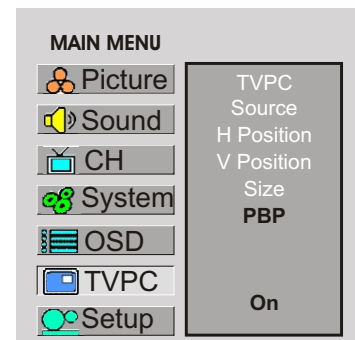 MAIN MENU
Picture
Sound
CH
System
OSD
TVPC
Setup
TVPC
Source
H Position
V Position
Size
PBP
On